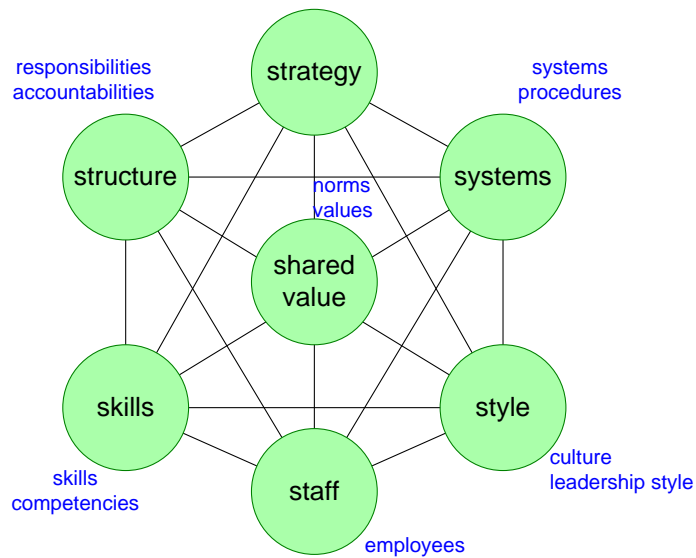 responsibilities
accountabilities
strategy
systems
procedures
structure
norms
values
systems
shared
value
skills
style
skills
competencies
staff
culture
leadership style
employees